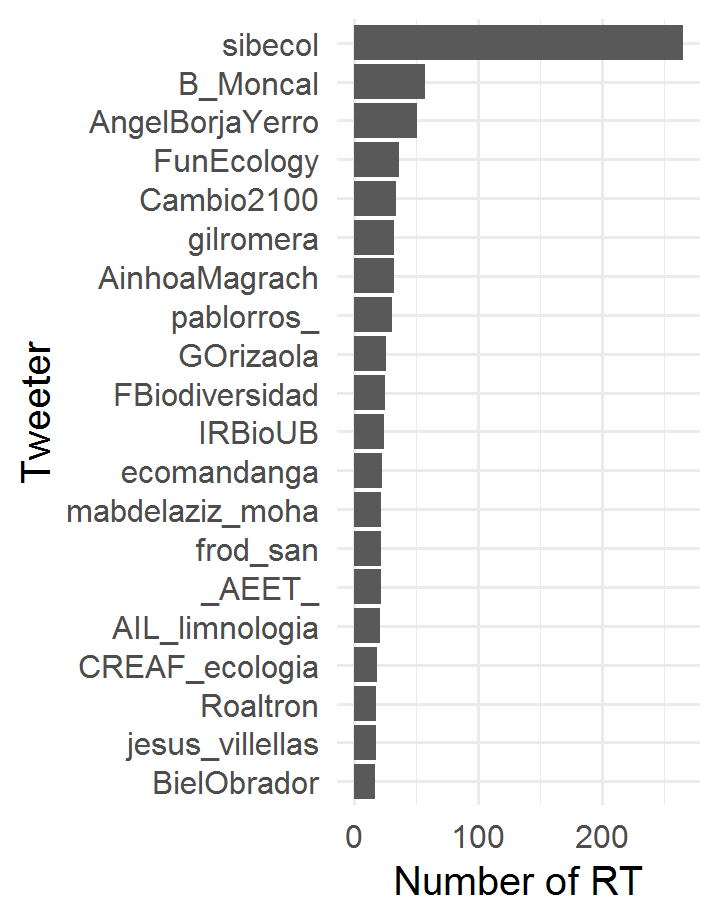 sibecol
B_Moncal
AngelBorjaYerro
FunEcology
Cambio2100
gilromera
AinhoaMagrach
pablorros_
GOrizaola
FBiodiversidad
IRBioUB
ecomandanga
mabdelaziz_moha
frod_san
_AEET_
AIL_limnologia
CREAF_ecologia
Roaltron
jesus_villellas
BielObrador
Tweeter
0 100 200
Number of RT